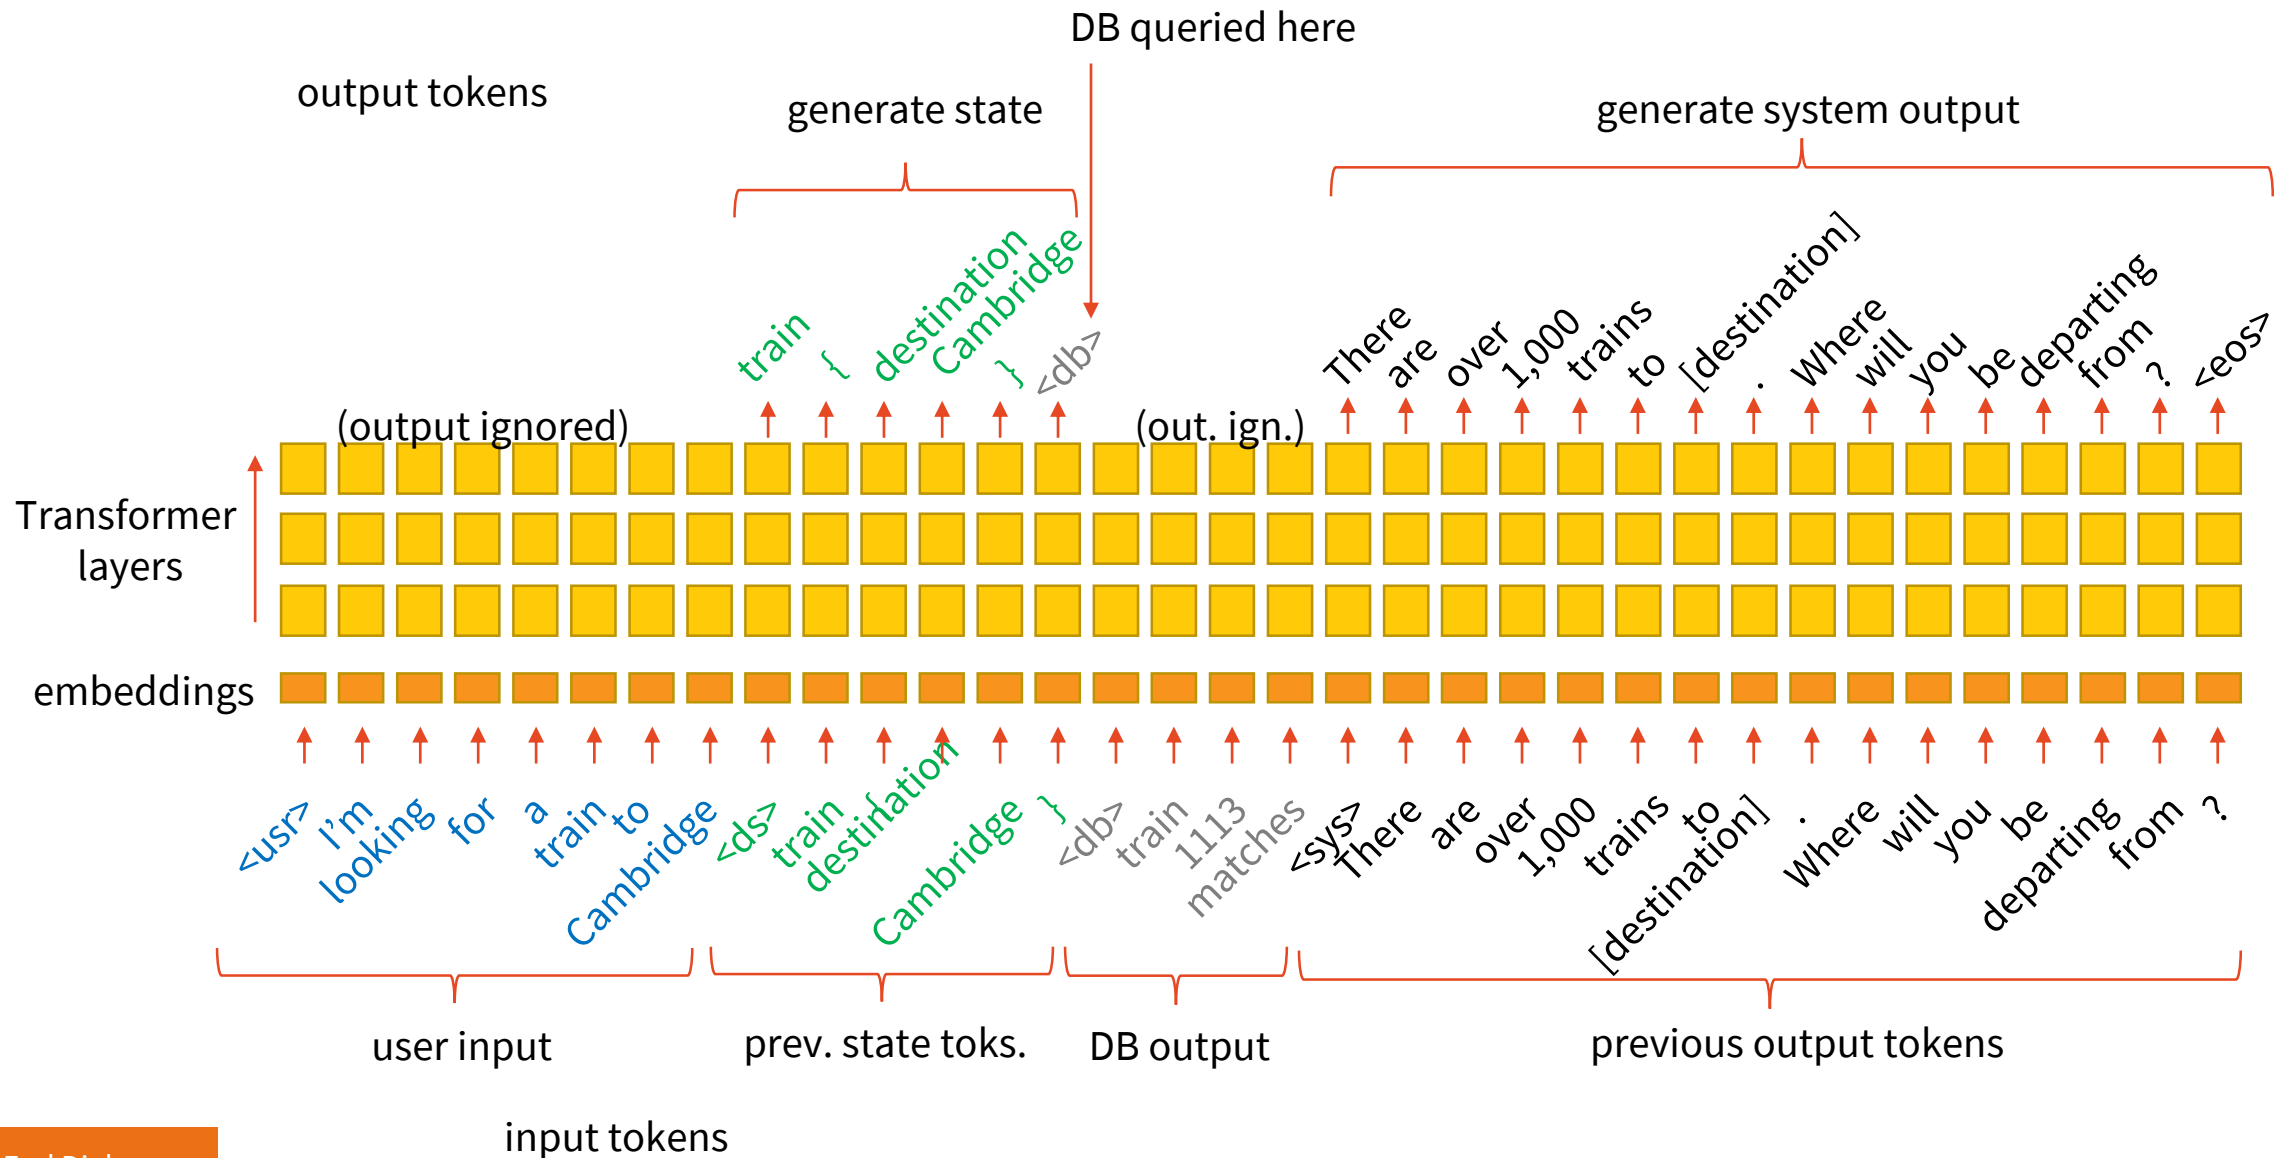 DB queried here
output tokens
generate state
generate system output
train { destination Cambridge } <db>
There are over 1,000 trains to [destination] . Where will you be departing from ? <eos>
(output ignored)
(out. ign.)
Transformer
layers
embeddings
<usr> I'm looking for a train to Cambridge <ds> train { destination Cambridge } <db> train 1113 matches <sys> There are over 1,000 trains to [destination] . Where will you be departing from ?
user input
prev. state toks.
DB output
previous output tokens
input tokens